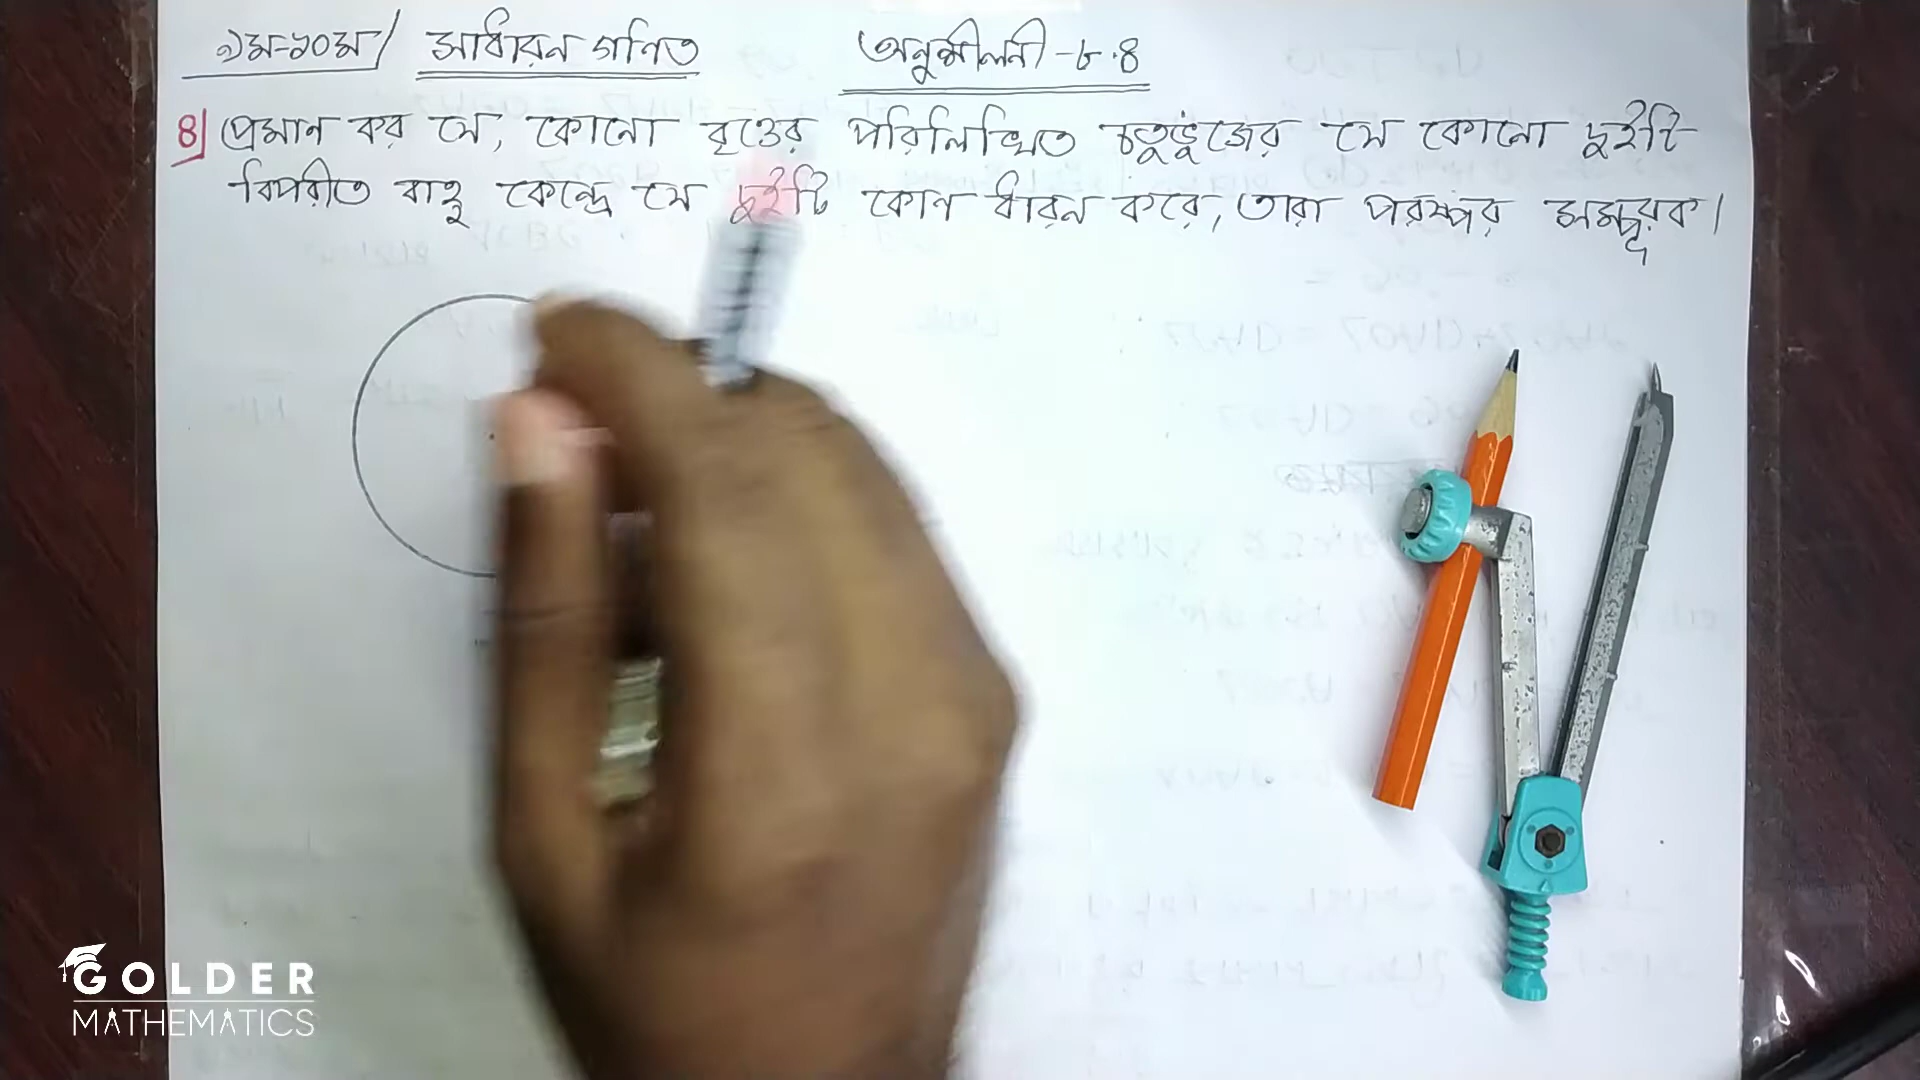 ৯ম-১০ম / সাধারন গণিত অনুশীলনী-৮.৪
৪] প্রমান কর যে, কোনো বৃত্তের পরিলিখিত চতুর্ভুজের যে কোনো দুইটি
বিপরীত বাহু কেন্দ্রে যে দুইটি কোণ ধারন করে, তারা পরষ্পর সম্পূরক।
GOLDER
MATHEMATICS